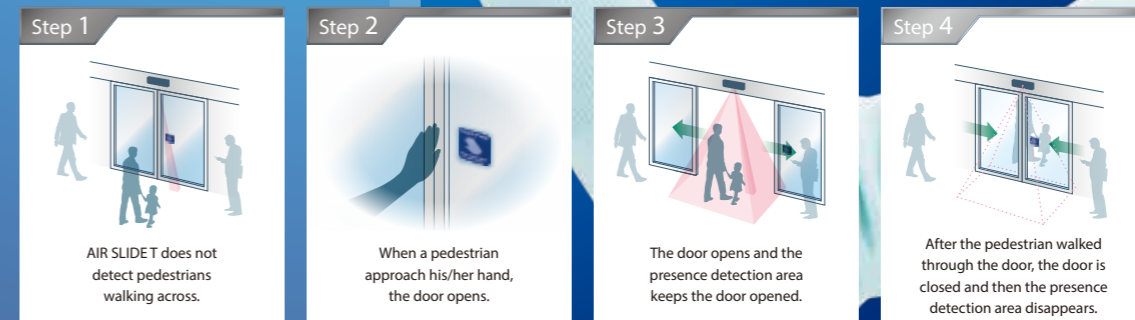 Step 1
AIR SLIDE T does not
detect pedestrians
walking across.
Step 2
When a pedestrian
approach his/her hand,
the door opens.
Step 3
The door opens and the
presence detection area
keeps the door opened.
Step 4
After the pedestrian walked
through the door, the door is
closed and then the presence
detection area disappears.